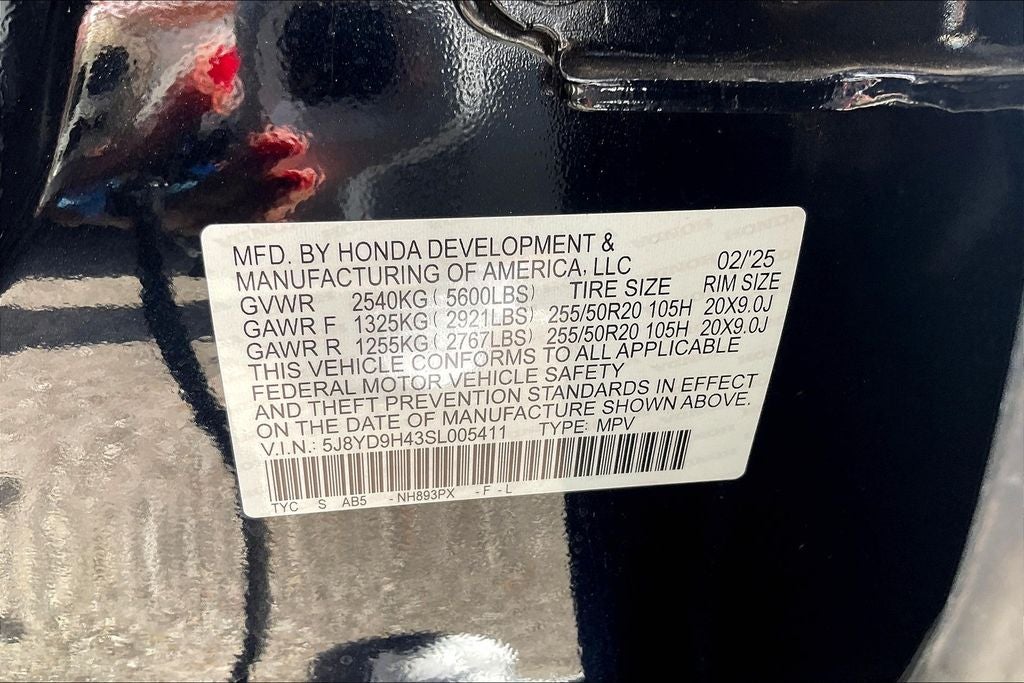 MFD. BY HONDA DEVELOPMENT &
MANUFACTURING OF AMERICA, LLC 02/'25
GVWR 2540KG ( 5600LBS) TIRE SIZE RIM SIZE
GAWR F 1325KG ( 2921LBS) 255/50R20 105H 20X9.0J
GAWR R 1255KG ( 2767LBS) 255/50R20 105H 20X9.0J
THIS VEHICLE CONFORMS TO ALL APPLICABLE
FEDERAL MOTOR VEHICLE SAFETY
AND THEFT PREVENTION STANDARDS IN EFFECT
ON THE DATE OF MANUFACTURE SHOWN ABOVE.
V.I.N.: 5J8YD9H43SL005411 TYPE: MPV
TYC S AB5 - NH893PX - F - L